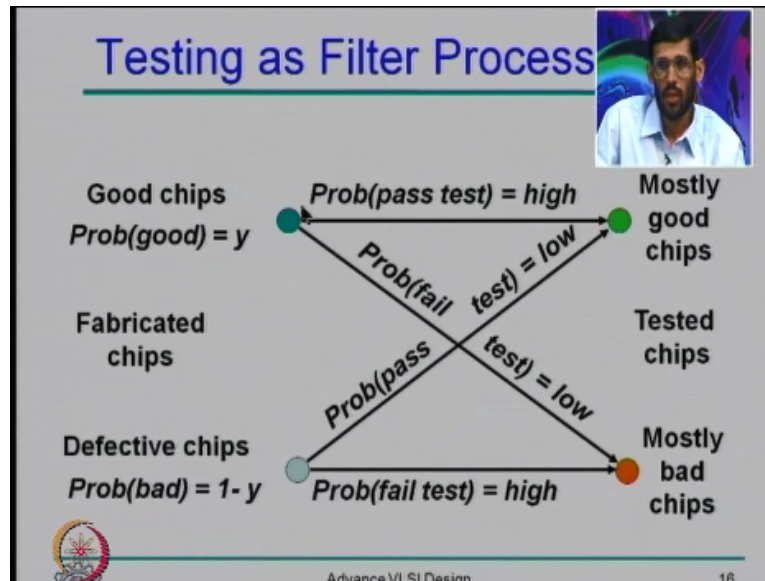 Testing as Filter Process
Good chips
Prob(good) = y
Prob(pass test) = high
Mostly
good
chips
Prob(fail test) = low
Prob(pass test) = low
Fabricated
chips
Tested
chips
Defective chips
Prob(bad) = 1- y
Prob(fail test) = high
Mostly
bad
chips
Advance VLSI Design
16